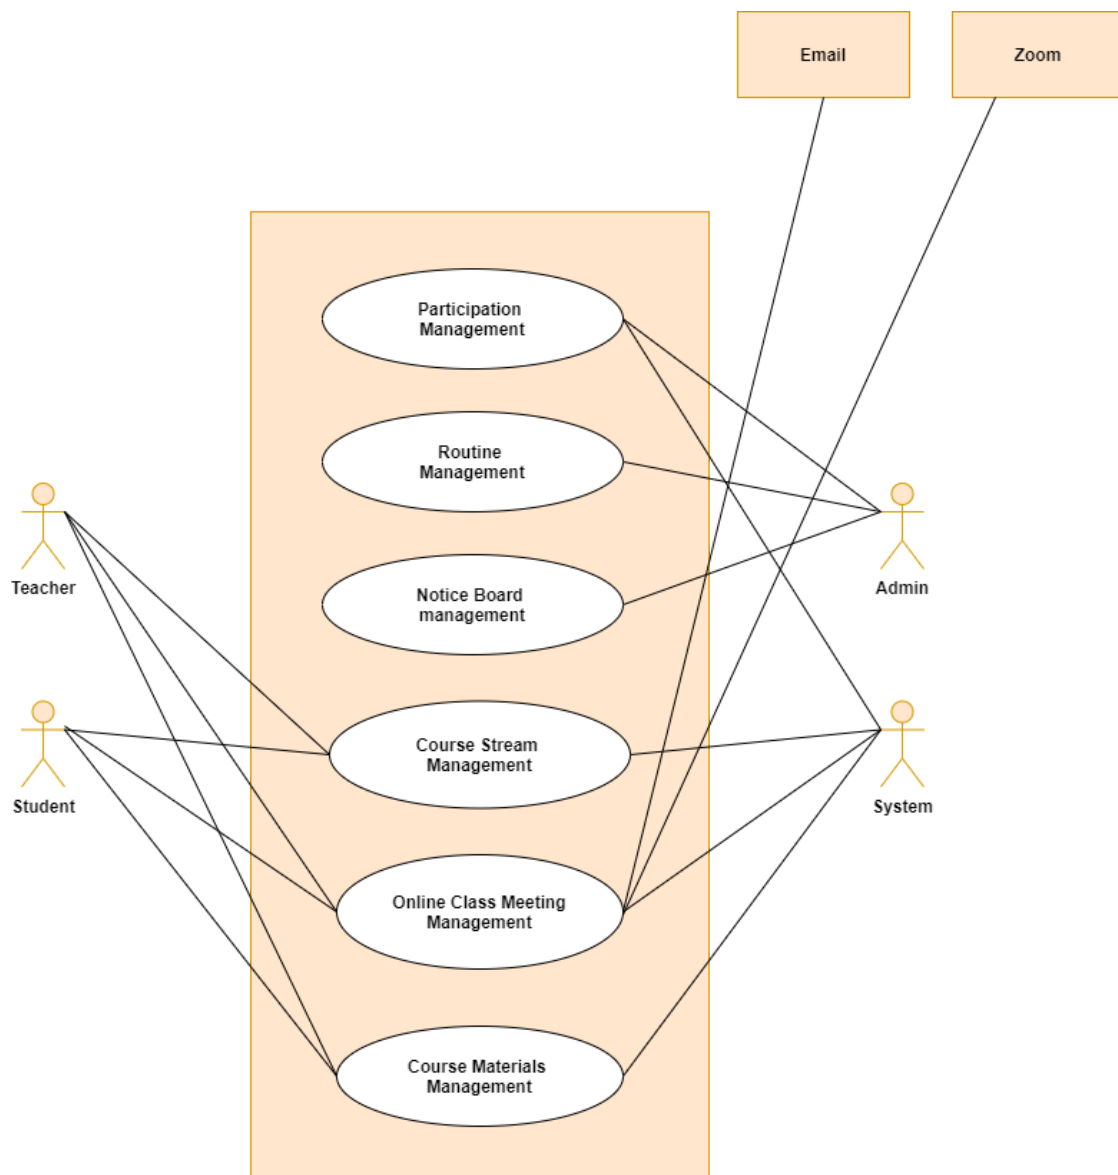 Email
Zoom
Participation
Management
Routine
Management
Notice Board
management
Teacher
Admin
Course Stream
Management
Student
System
Online Class Meeting
Management
Course Materials
Management